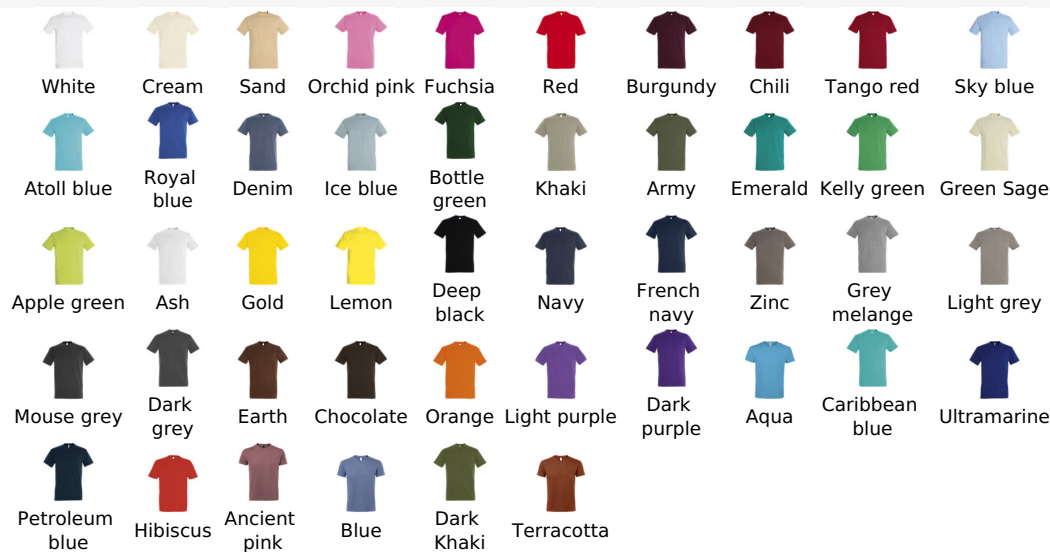 White Cream Sand Orchid pink Fuchsia Red Burgundy Chili Tango red Sky blue
Atoll blue Royal blue Denim Ice blue Bottle green Khaki Army Emerald Kelly green Green Sage
Apple green Ash Gold Lemon Deep black Navy French navy Zinc Grey melange Light grey
Mouse grey Dark grey Earth Chocolate Orange Light purple Dark purple Aqua Caribbean blue Ultramarine
Petroleum blue Hibiscus Ancient pink Blue Dark Khaki Terracotta